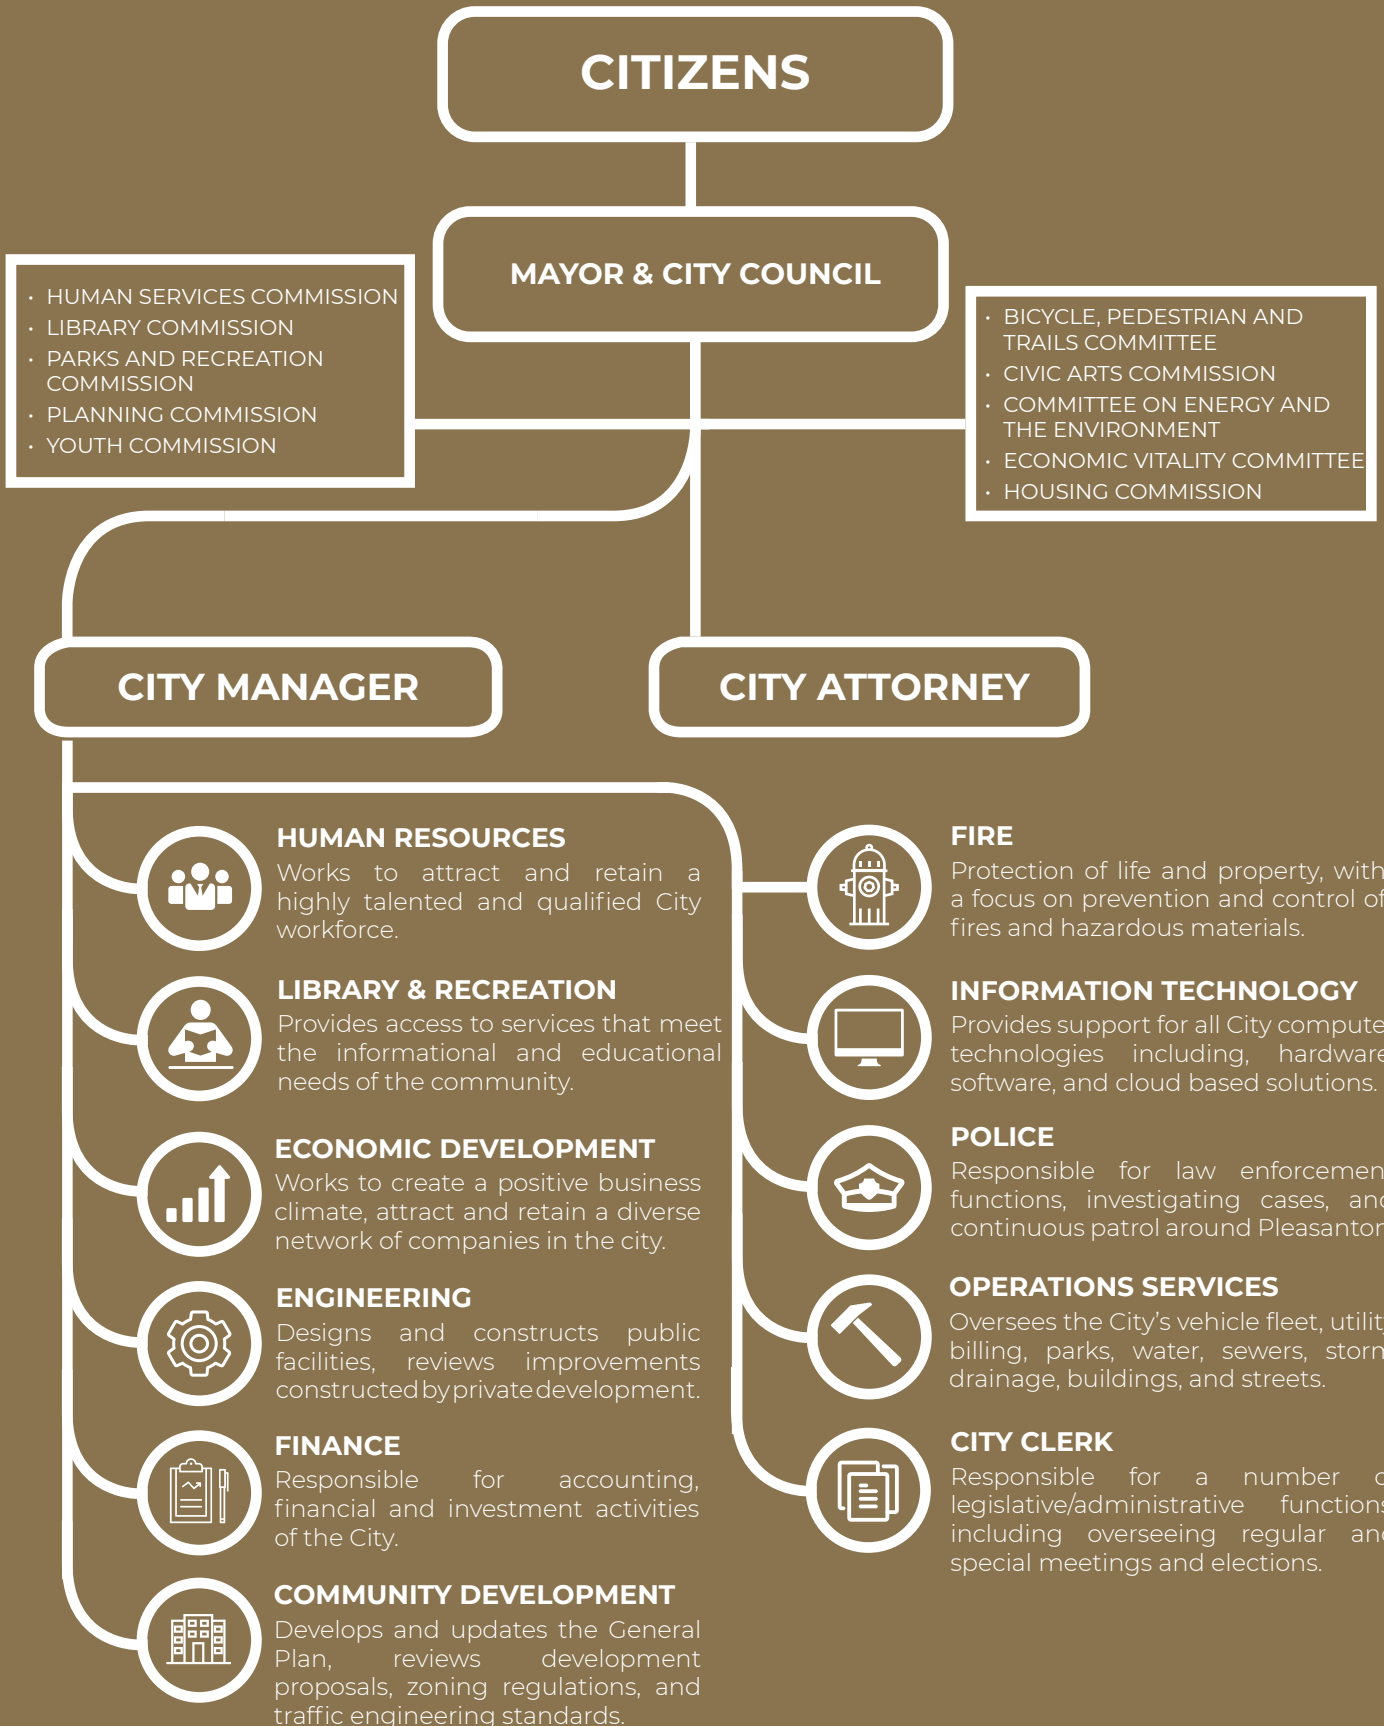 CITIZENS
MAYOR & CITY COUNCIL
• HUMAN SERVICES COMMISSION
• LIBRARY COMMISSION
• PARKS AND RECREATION
COMMISSION
• PLANNING COMMISSION
• YOUTH COMMISSION
• BICYCLE, PEDESTRIAN AND
TRAILS COMMITTEE
• CIVIC ARTS COMMISSION
• COMMITTEE ON ENERGY AND
THE ENVIRONMENT
• ECONOMIC VITALITY COMMITTEE
• HOUSING COMMISSION
CITY MANAGER
CITY ATTORNEY
HUMAN RESOURCES
Works to attract and retain a
highly talented and qualified City
workforce.
LIBRARY & RECREATION
Provides access to services that meet
the informational and educational
needs of the community.
ECONOMIC DEVELOPMENT
Works to create a positive business
climate, attract and retain a diverse
network of companies in the city.
ENGINEERING
Designs and constructs public
facilities, reviews improvements
constructed by private development.
FINANCE
Responsible for accounting,
financial and investment activities
of the City.
COMMUNITY DEVELOPMENT
Develops and updates the General
Plan, reviews development
proposals, zoning regulations, and
traffic engineering standards.
FIRE
Protection of life and property, with
a focus on prevention and control of
fires and hazardous materials.
INFORMATION TECHNOLOGY
Provides support for all City compute
technologies including, hardware
software, and cloud based solutions.
POLICE
Responsible for law enforcement
functions, investigating cases, and
continuous patrol around Pleasanton
OPERATIONS SERVICES
Oversees the City's vehicle fleet, utility
billing, parks, water, sewers, storm
drainage, buildings, and streets.
CITY CLERK
Responsible for a number o
legislative/administrative functions
including overseeing regular and
special meetings and elections.